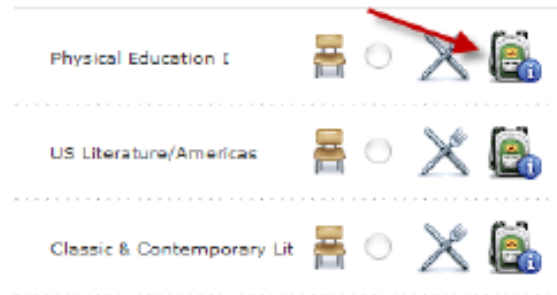 Physical Education I
US Literature/Americas
Classic & Contemporary Lit